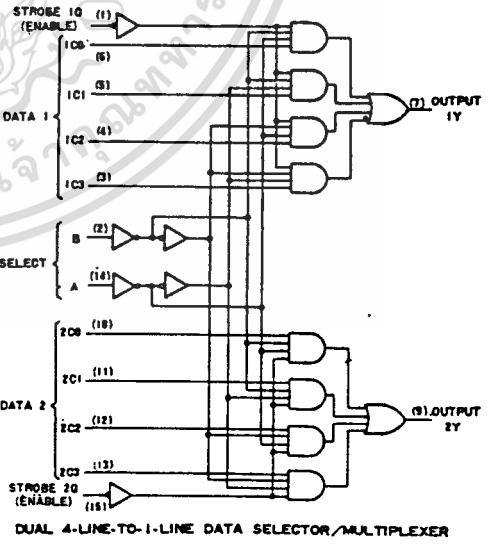 STROBE 1G (1)
(ENABLE)
1C0 (6)
1C1 (5)
DATA 1
1C2 (4)
1C3 (3)
(7) OUTPUT
1Y
B (2)
SELECT
A (14)
2C0 (10)
2C1 (11)
DATA 2
2C2 (12)
2C3 (13)
(9) OUTPUT
2Y
STROBE 2G
(ENABLE) (15)
DUAL 4-LINE-TO-1-LINE DATA SELECTOR/MULTIPLEXER